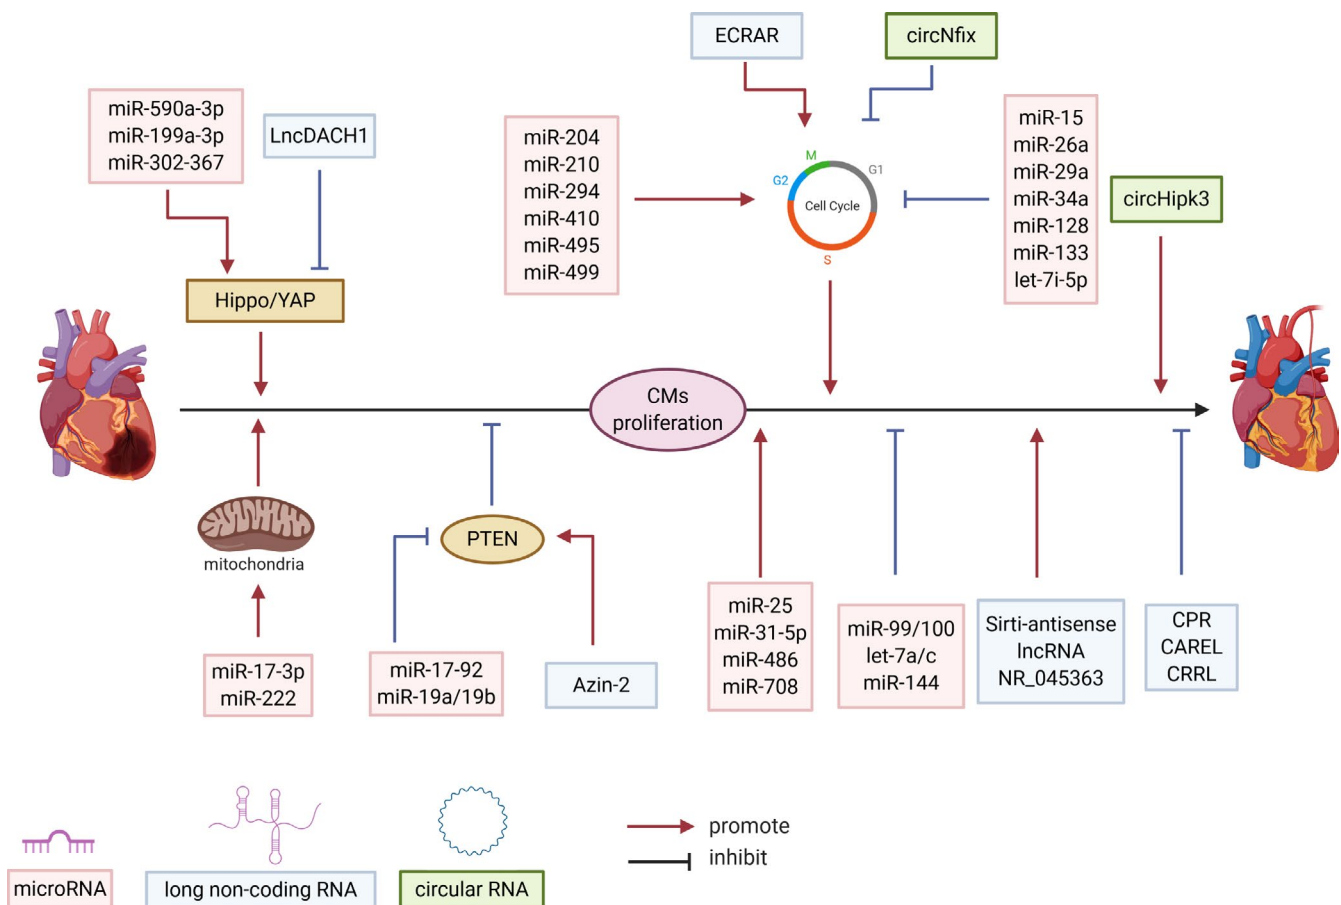 ECRAR
circNfix
miR-590a-3p
miR-199a-3p
miR-302-367
LncDACH1
miR-204
miR-210
miR-294
miR-410
miR-495
miR-499
M
G1
G2
Cell Cycle
S
miR-15
miR-26a
miR-29a
miR-34a
miR-128
miR-133
let-7i-5p
circHipk3
Hippo/YAP
CMs
proliferation
mitochondria
PTEN
miR-17-3p
miR-222
miR-17-92
miR-19a/19b
Azin-2
miR-25
miR-31-5p
miR-486
miR-708
miR-99/100
let-7a/c
miR-144
Sirti-antisense
lncRNA
NR_045363
CPR
CAREL
CRRL
microRNA
long non-coding RNA
circular RNA
promote
inhibit